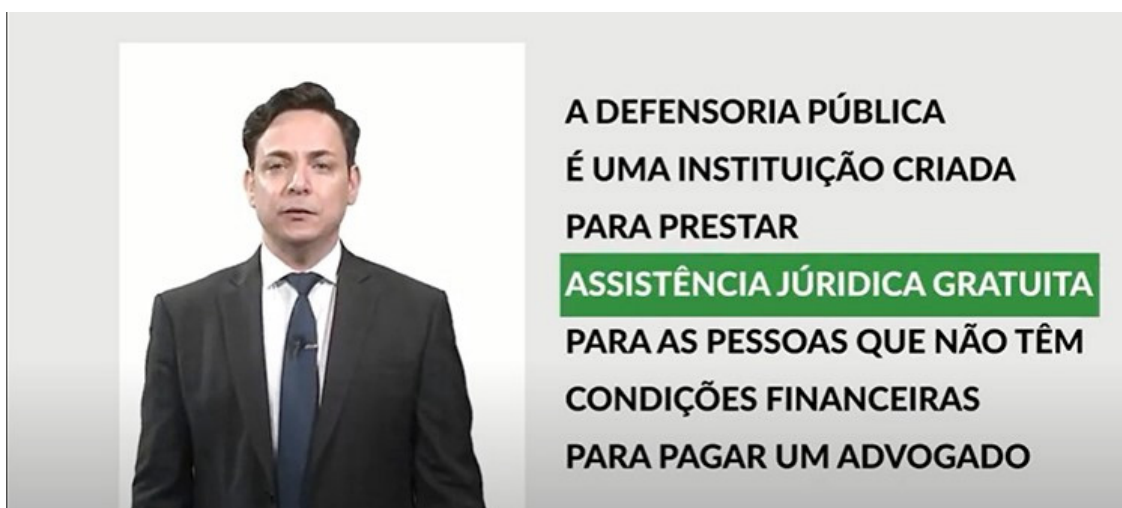 A DEFENSORIA PÚBLICA
É UMA INSTITUIÇÃO CRIADA
PARA PRESTAR
ASSISTÊNCIA JÚRIDICA GRATUITA
PARA AS PESSOAS QUE NÃO TÊM
CONDIÇÕES FINANCEIRAS
PARA PAGAR UM ADVOGADO